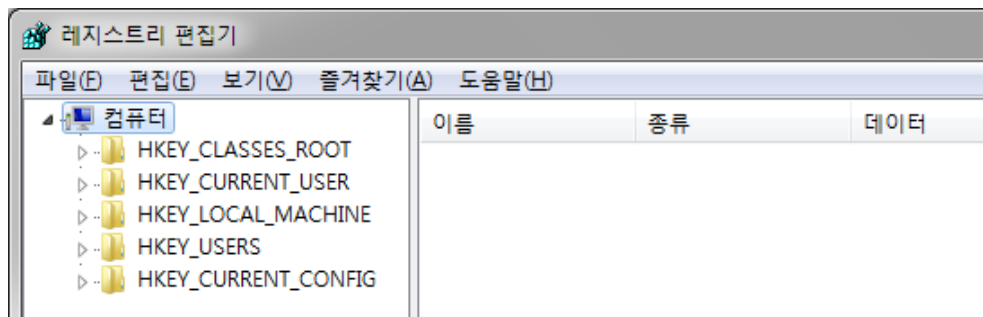 레지스트리 편집기
파일(F) 편집(E) 보기(V) 즐겨찾기(A) 도움말(H)
컴퓨터
HKEY_CLASSES_ROOT
HKEY_CURRENT_USER
HKEY_LOCAL_MACHINE
HKEY_USERS
HKEY_CURRENT_CONFIG
이름 종류 데이터